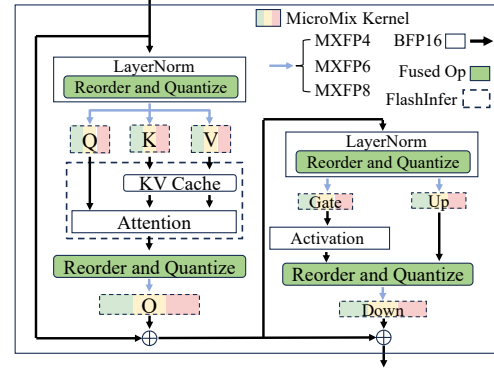 MicroMix Kernel
MXFP4
MXFP6
MXFP8
BFP16
Fused Op
FlashInfer
LayerNorm
Reorder and Quantize
Q
K
V
KV Cache
Attention
Reorder and Quantize
O
LayerNorm
Reorder and Quantize
Gate
Up
Activation
Reorder and Quantize
Down